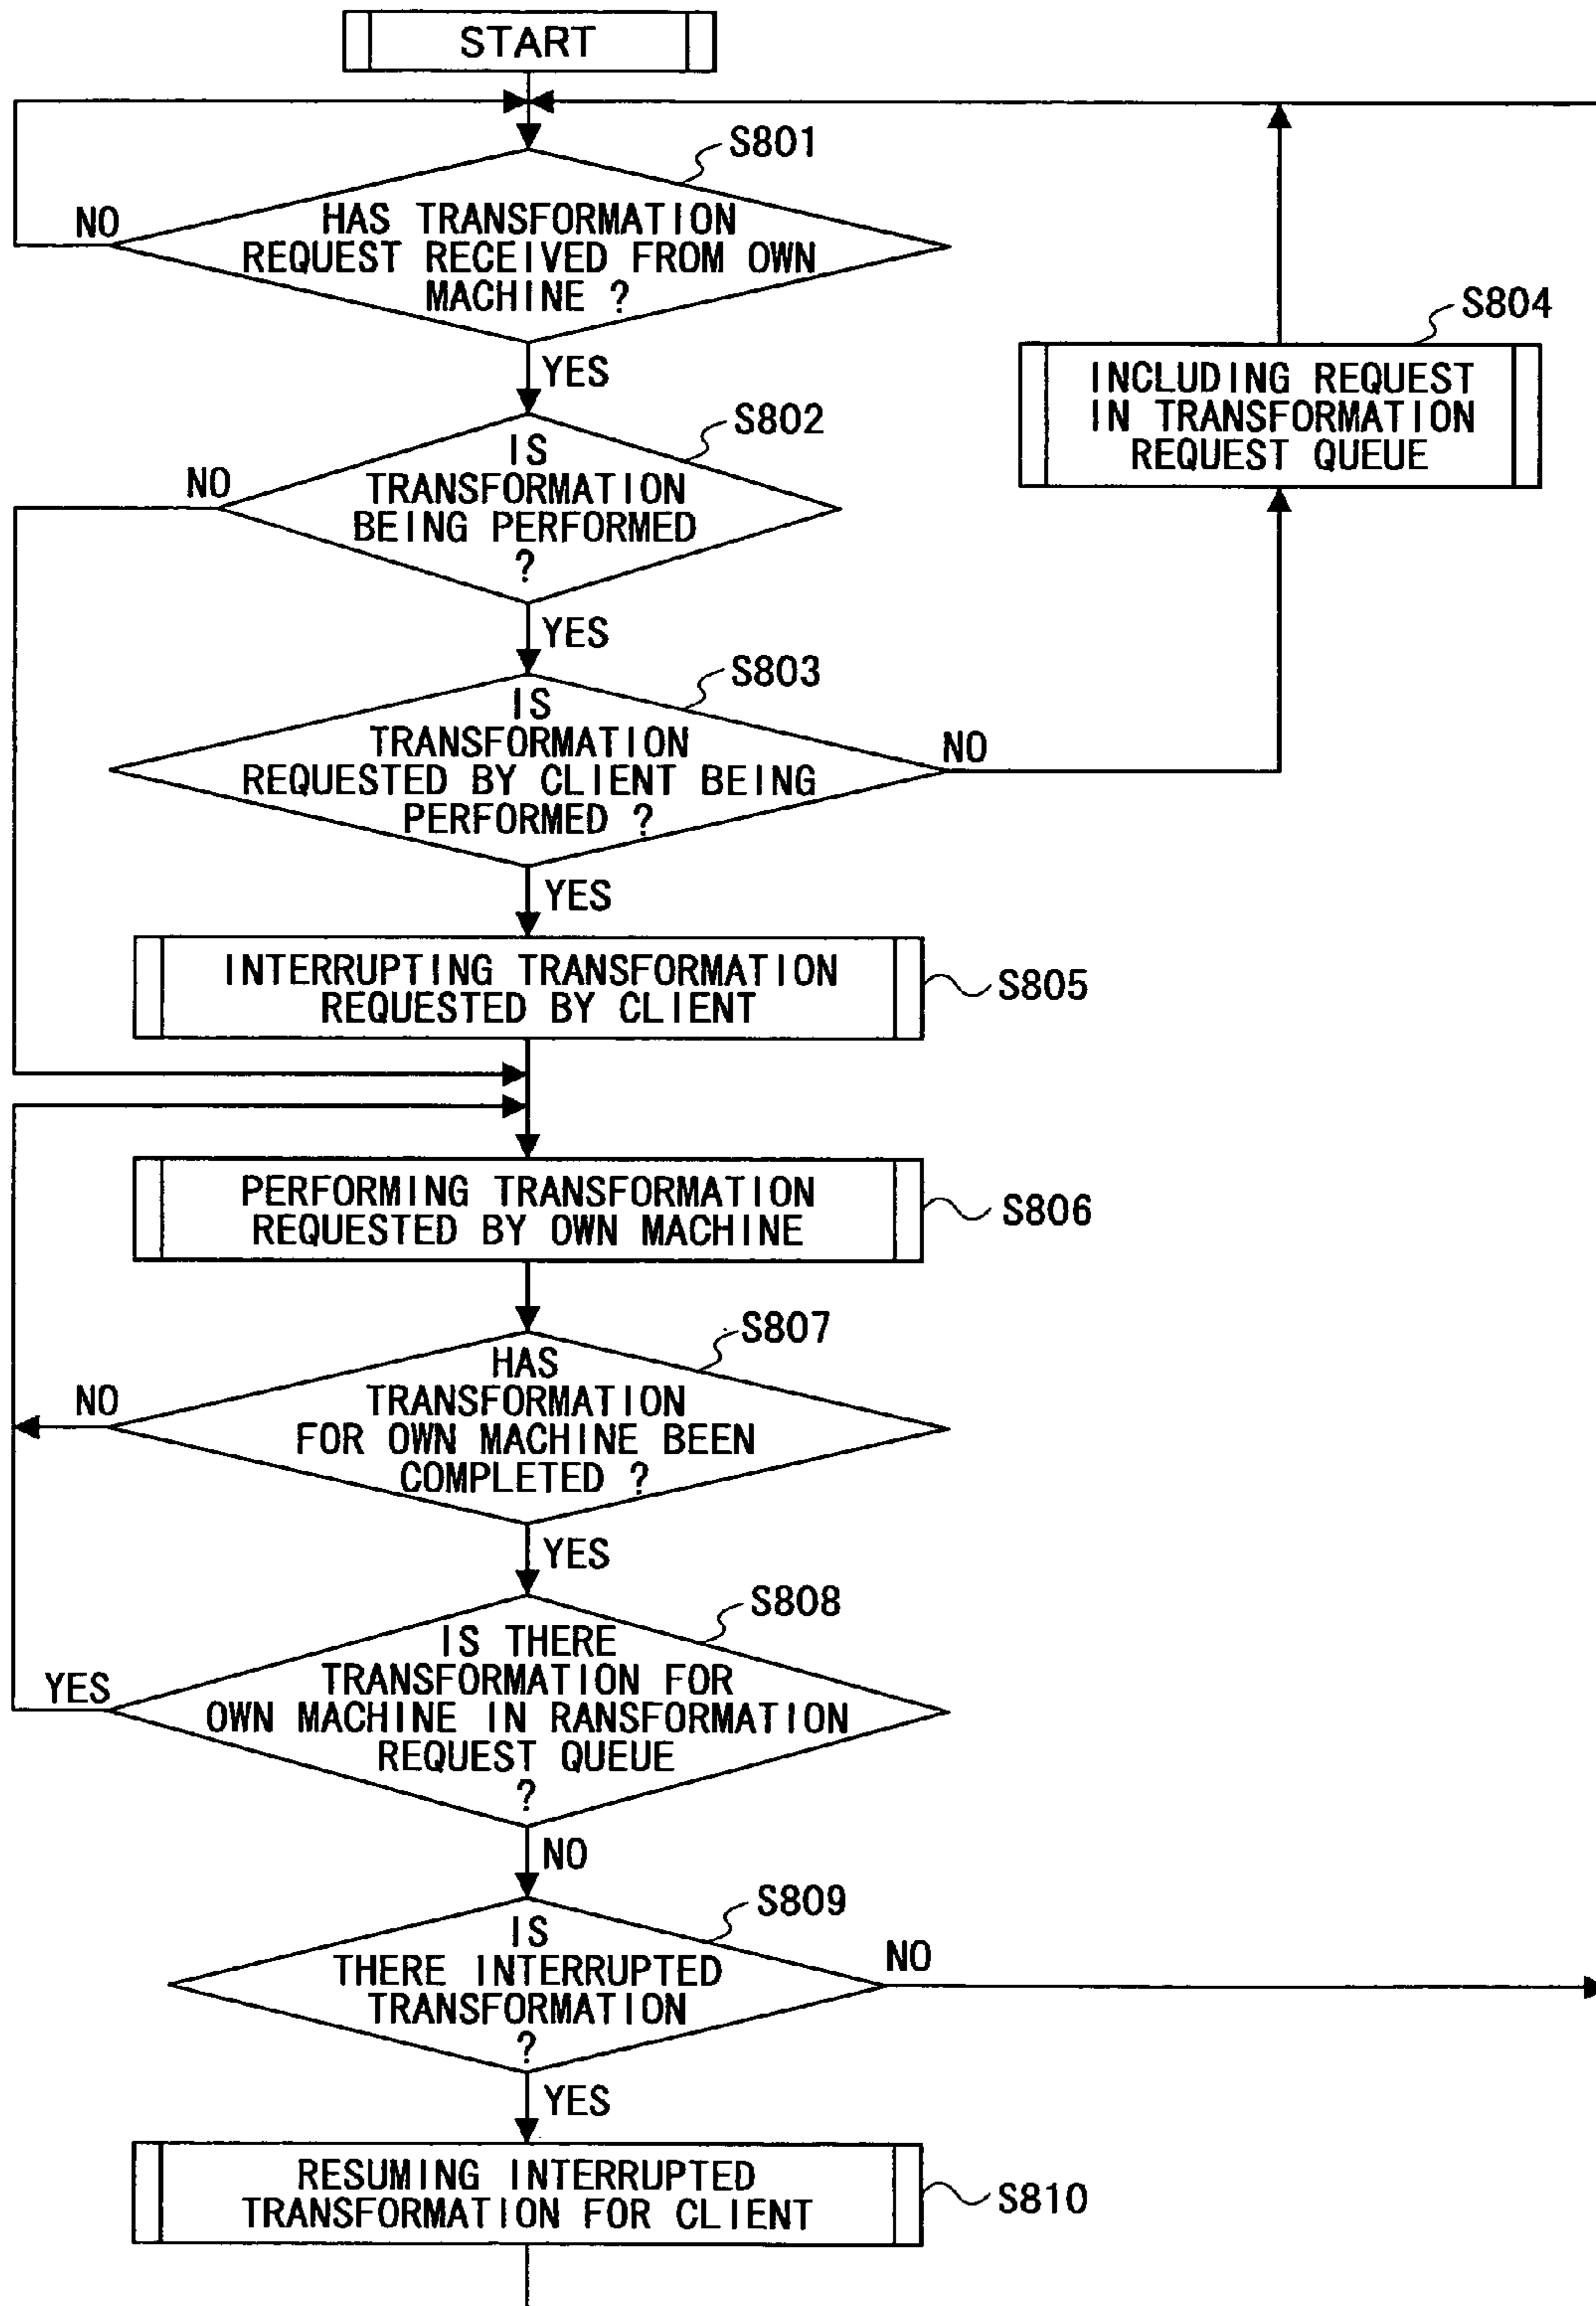 START
S801
NO
HAS TRANSFORMATION
REQUEST RECEIVED FROM OWN
MACHINE ?
YES
S804
INCLUDING REQUEST
IN TRANSFORMATION
REQUEST QUEUE
S802
NO
IS
TRANSFORMATION
BEING PERFORMED
?
YES
S803
IS
TRANSFORMATION
REQUESTED BY CLIENT BEING
PERFORMED ?
NO
YES
INTERRUPTING TRANSFORMATION
REQUESTED BY CLIENT
S805
PERFORMING TRANSFORMATION
REQUESTED BY OWN MACHINE
S806
S807
NO
HAS
TRANSFORMATION
FOR OWN MACHINE BEEN
COMPLETED ?
YES
S808
YES
IS THERE
TRANSFORMATION FOR
OWN MACHINE IN RANSFORMATION
REQUEST QUEUE
?
NO
S809
IS
THERE INTERRUPTED
TRANSFORMATION
?
NO
YES
RESUMING INTERRUPTED
TRANSFORMATION FOR CLIENT
S810